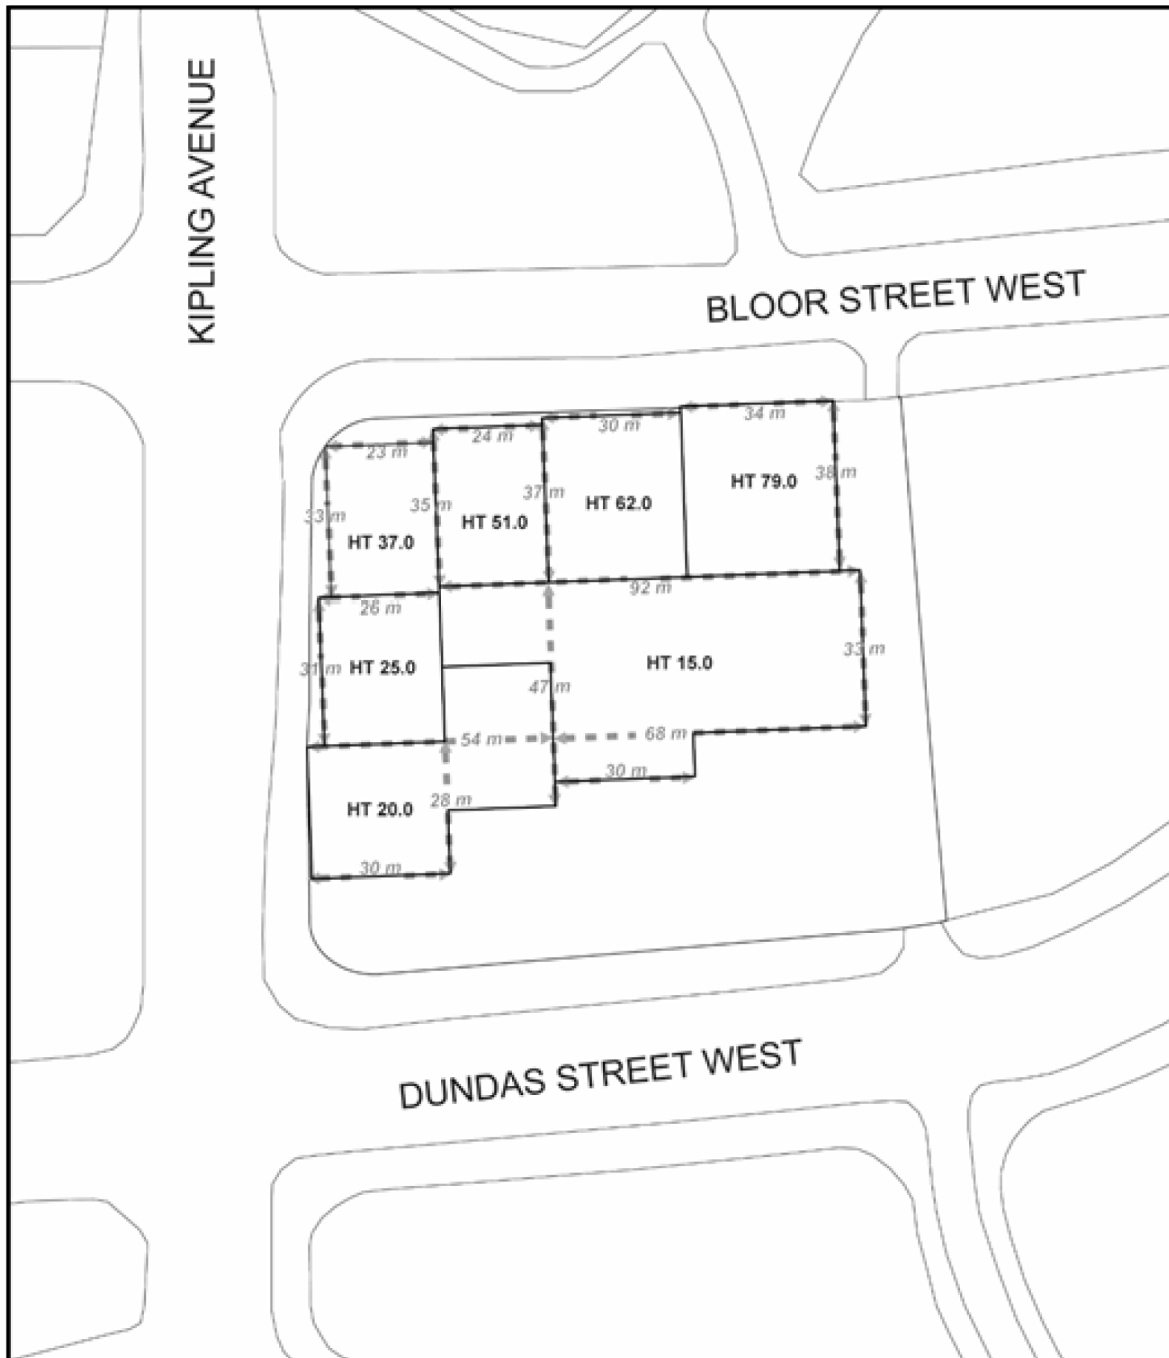 KIPLING AVENUE
BLOOR STREET WEST
23 m
24 m
30 m
34 m
33 m
35 m
37 m
38 m
HT 37.0
HT 51.0
HT 62.0
HT 79.0
26 m
92 m
31 m
HT 25.0
HT 15.0
33 m
47 m
54 m
68 m
30 m
HT 20.0
28 m
30 m
DUNDAS STREET WEST